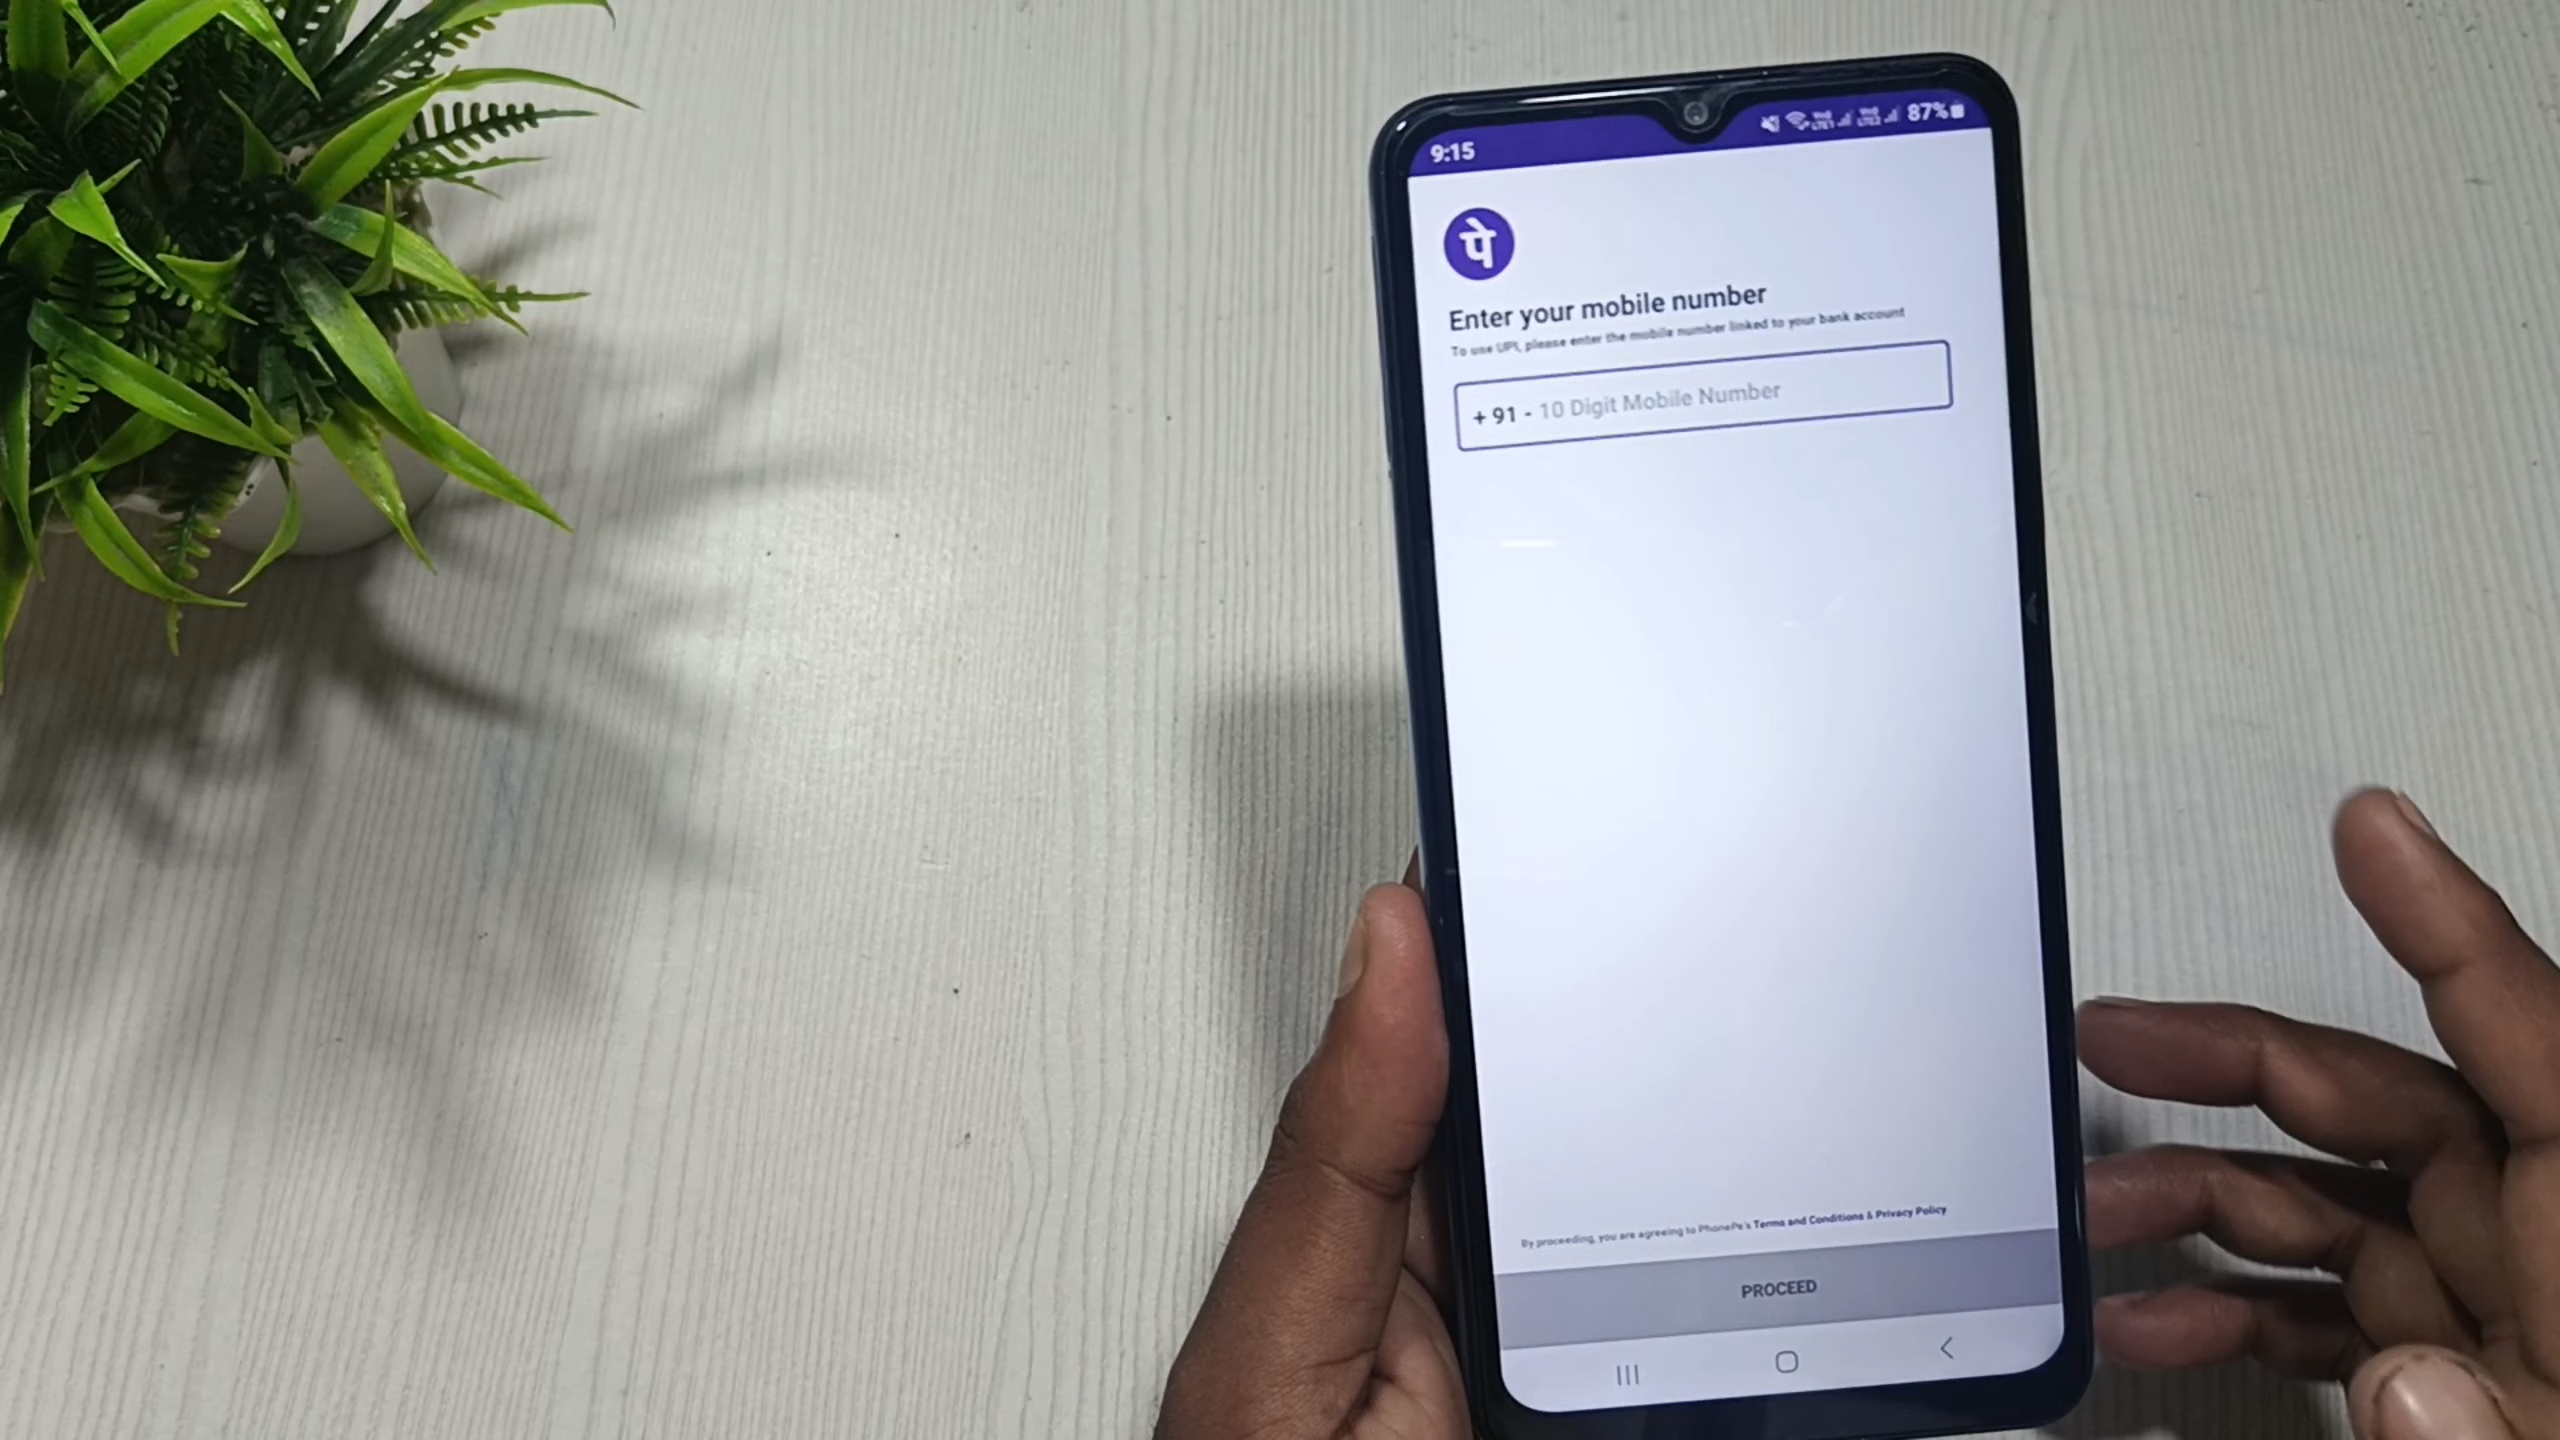 9:15
87%
पे
Enter your mobile number
To use UPI, please enter the mobile number linked to your bank account
+ 91 - 10 Digit Mobile Number
By proceeding, you are agreeing to PhonePe's Terms and Conditions & Privacy Policy
PROCEED